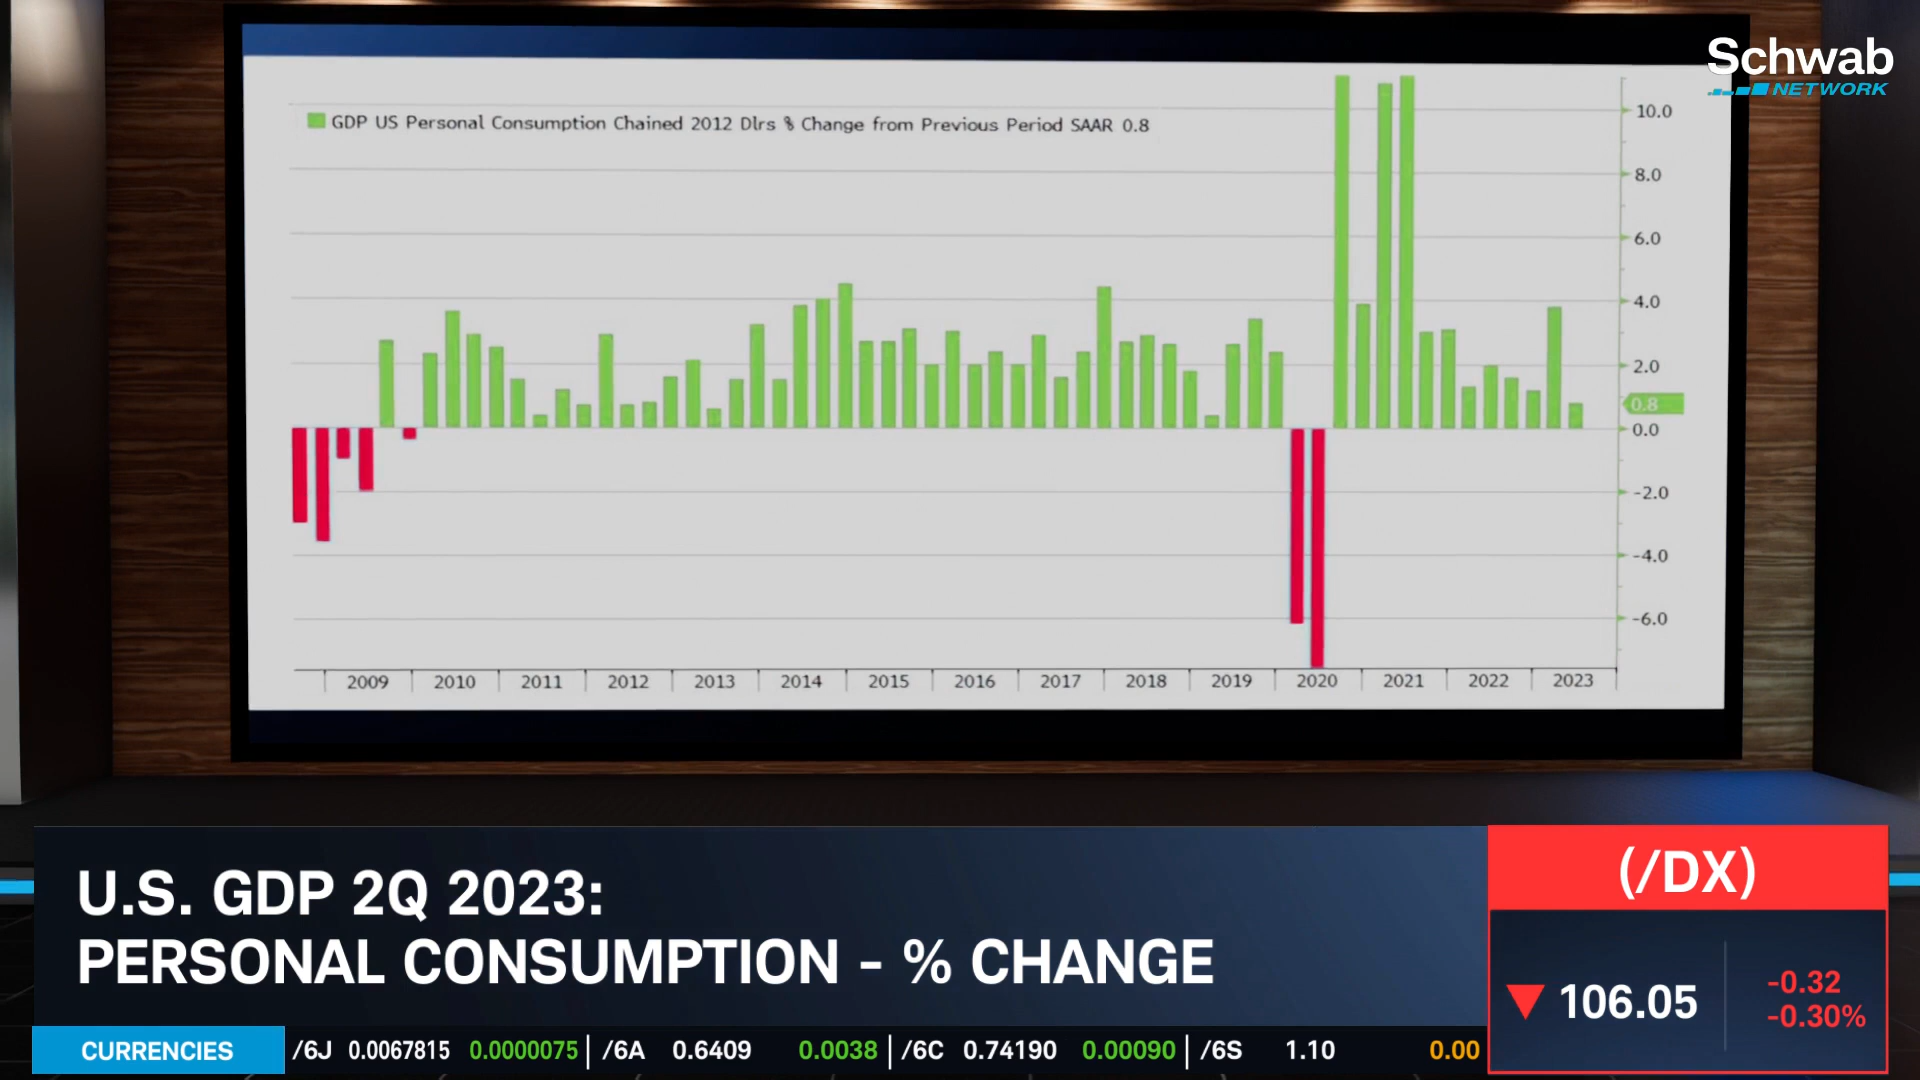 Schwab
NETWORK
GDP US Personal Consumption Chained 2012 Dlrs % Change from Previous Period SAAR 0.8
10.0
8.0
6.0
4.0
2.0
0.8
0.0
-2.0
-4.0
-6.0
2009 2010 2011 2012 2013 2014 2015 2016 2017 2018 2019 2020 2021 2022 2023
U.S. GDP 2Q 2023:
PERSONAL CONSUMPTION - % CHANGE
(/DX)
106.05
-0.32
-0.30%
CURRENCIES /6J 0.0067815 0.0000075 /6A 0.6409 0.0038 /6C 0.74190 0.00090 /6S 1.10 0.00